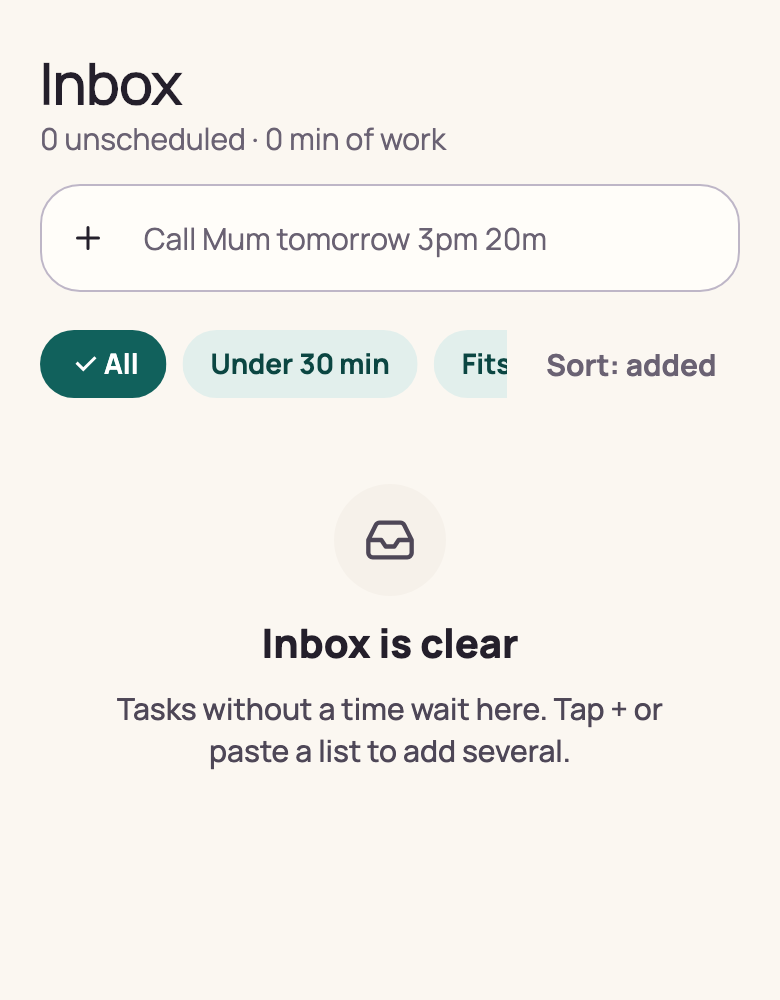 Inbox
0 unscheduled · 0 min of work
+ Call Mum tomorrow 3pm 20m
✓ All Under 30 min Fits Sort: added
Inbox is clear
Tasks without a time wait here. Tap + or
paste a list to add several.